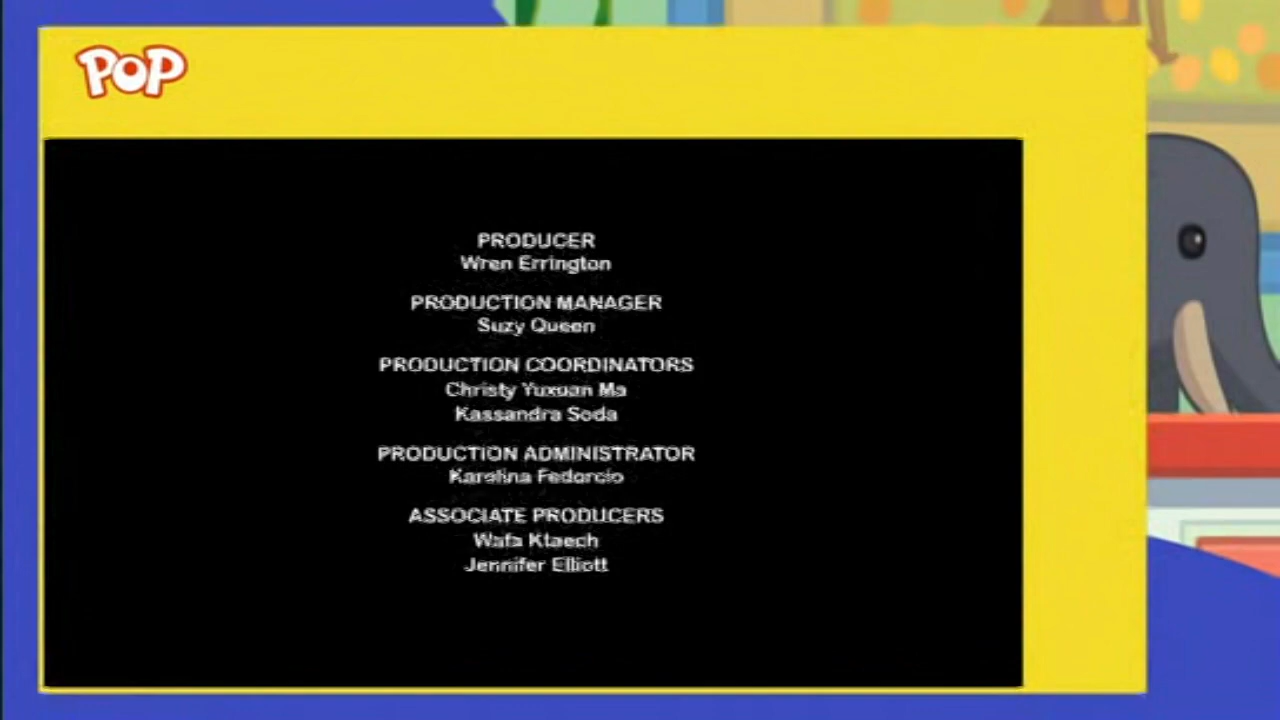 POP
PRODUCER
Wren Errington
PRODUCTION MANAGER
Suzy Queen
PRODUCTION COORDINATORS
Christy Yuxuan Ma
Kassandra Soda
PRODUCTION ADMINISTRATOR
Karolina Fedorcio
ASSOCIATE PRODUCERS
Wafa Ktaech
Jennifer Elliott